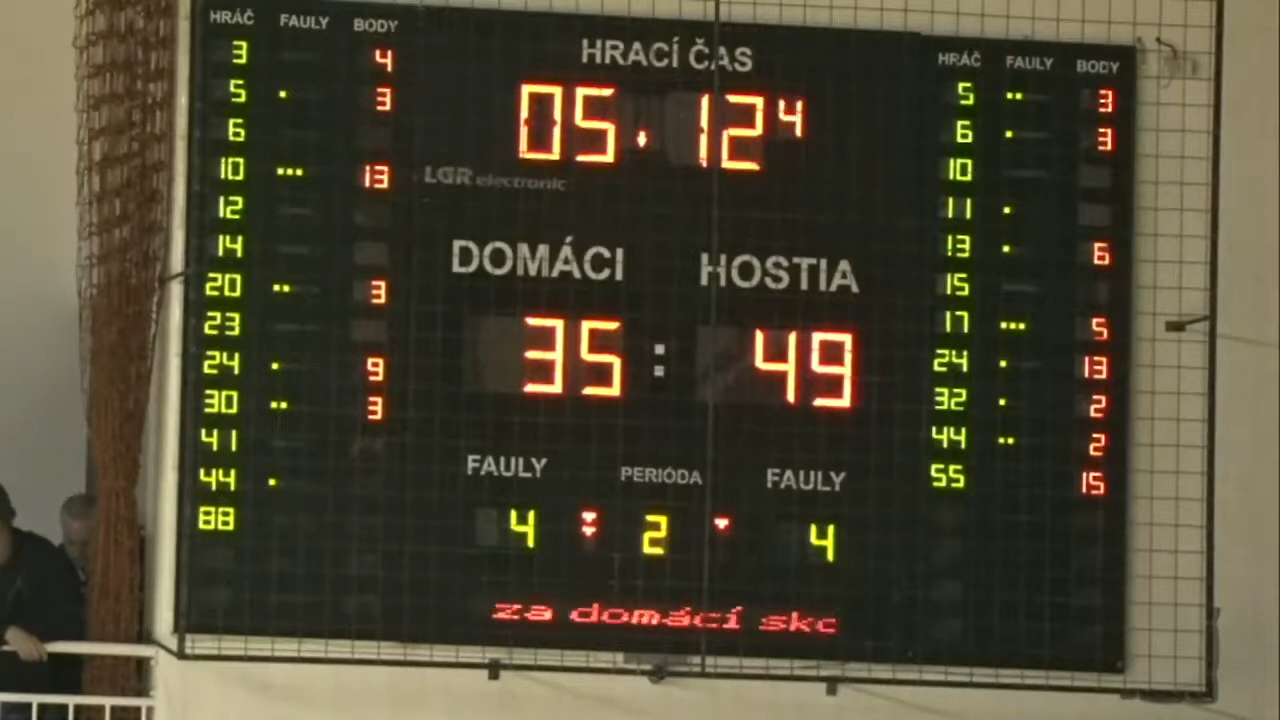 HRÁČ FAULY BODY
3 4
5 . 3
6
10 ... 13
12
14
20 .. 3
23
24 . 9
30 .. 3
41
44 .
88
HRACÍ ČAS
05. 12 4
LGR electronic
DOMÁCI HOSTIA
35 : 49
FAULY PERIÓDA FAULY
4 2 4
za domácí sko
HRÁČ FAULY BODY
5 .. 3
6 . 3
10
11 .
13 . 6
15
17 ... 5
24 . 13
32 . 2
44 .. 2
55 15